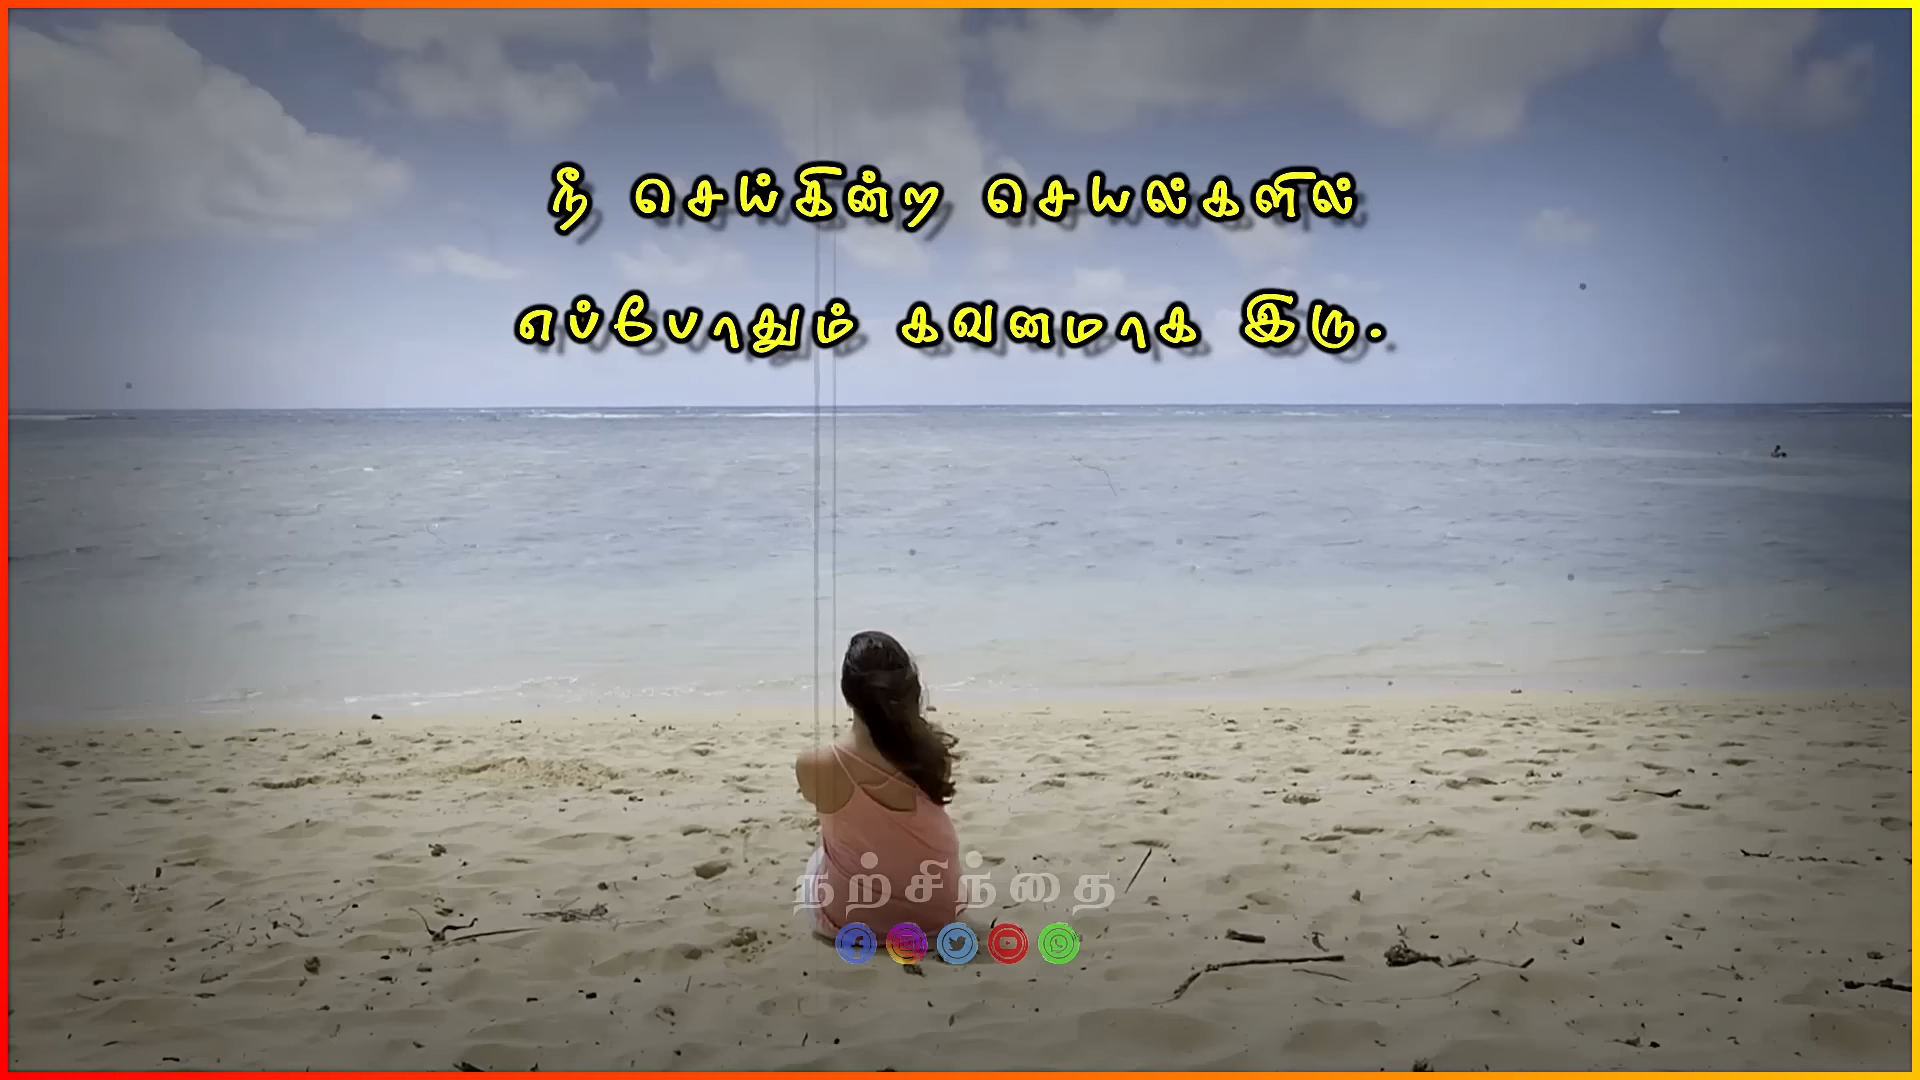 நீ செய்கின்ற செயல்களில்
எப்போதும் கவனமாக இரு.
நற்சிந்தை